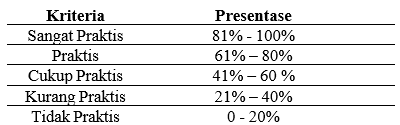 Kriteria Presentase
Sangat Praktis 81% - 100%
Praktis 61% – 80%
Cukup Praktis 41% – 60 %
Kurang Praktis 21% – 40%
Tidak Praktis 0 - 20%